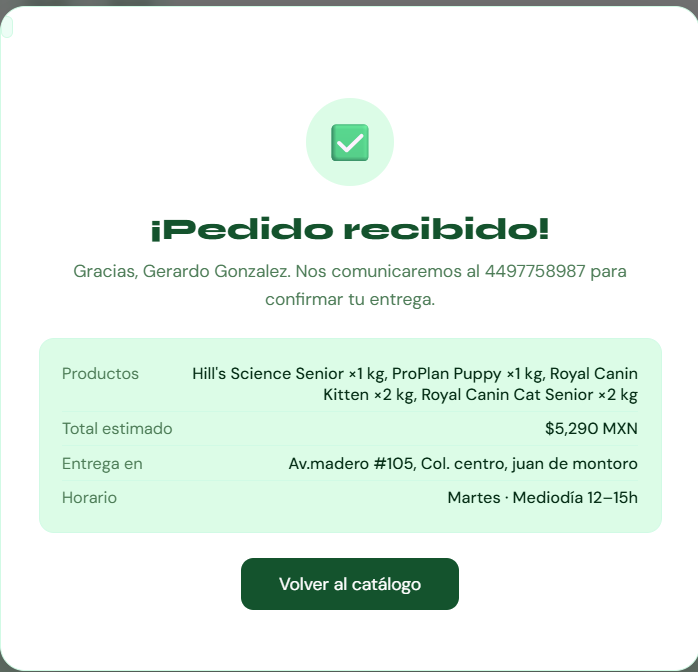 ¡Pedido recibido!
Gracias, Gerardo Gonzalez. Nos comunicaremos al 4497758987 para
confirmar tu entrega.
Productos
Hill's Science Senior ×1 kg, ProPlan Puppy ×1 kg, Royal Canin
Kitten ×2 kg, Royal Canin Cat Senior ×2 kg
Total estimado
$5,290 MXN
Entrega en
Av.madero #105, Col. centro, juan de montoro
Horario
Martes · Mediodía 12–15h
Volver al catálogo